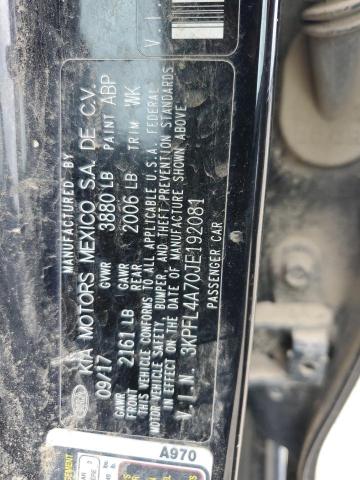 MANUFACTURED BY
KIA MOTORS MEXICO S.A. DE C.V.
09/17 GVWR 3880 LB PAINT ABP
GAWR FRONT 2161 LB GAWR REAR 2006 LB TRIM WK
THIS VEHICLE CONFORMS TO ALL APPLICABLE U.S.A. FEDERAL
MOTOR VEHICLE SAFETY, BUMPER, AND THEFT-PREVENTION STANDARDS
IN EFFECT ON THE DATE OF MANUFACTURE SHOWN ABOVE
V.I.N. 3KPFL4A70JE192081
PASSENGER CAR
A970
V.I.